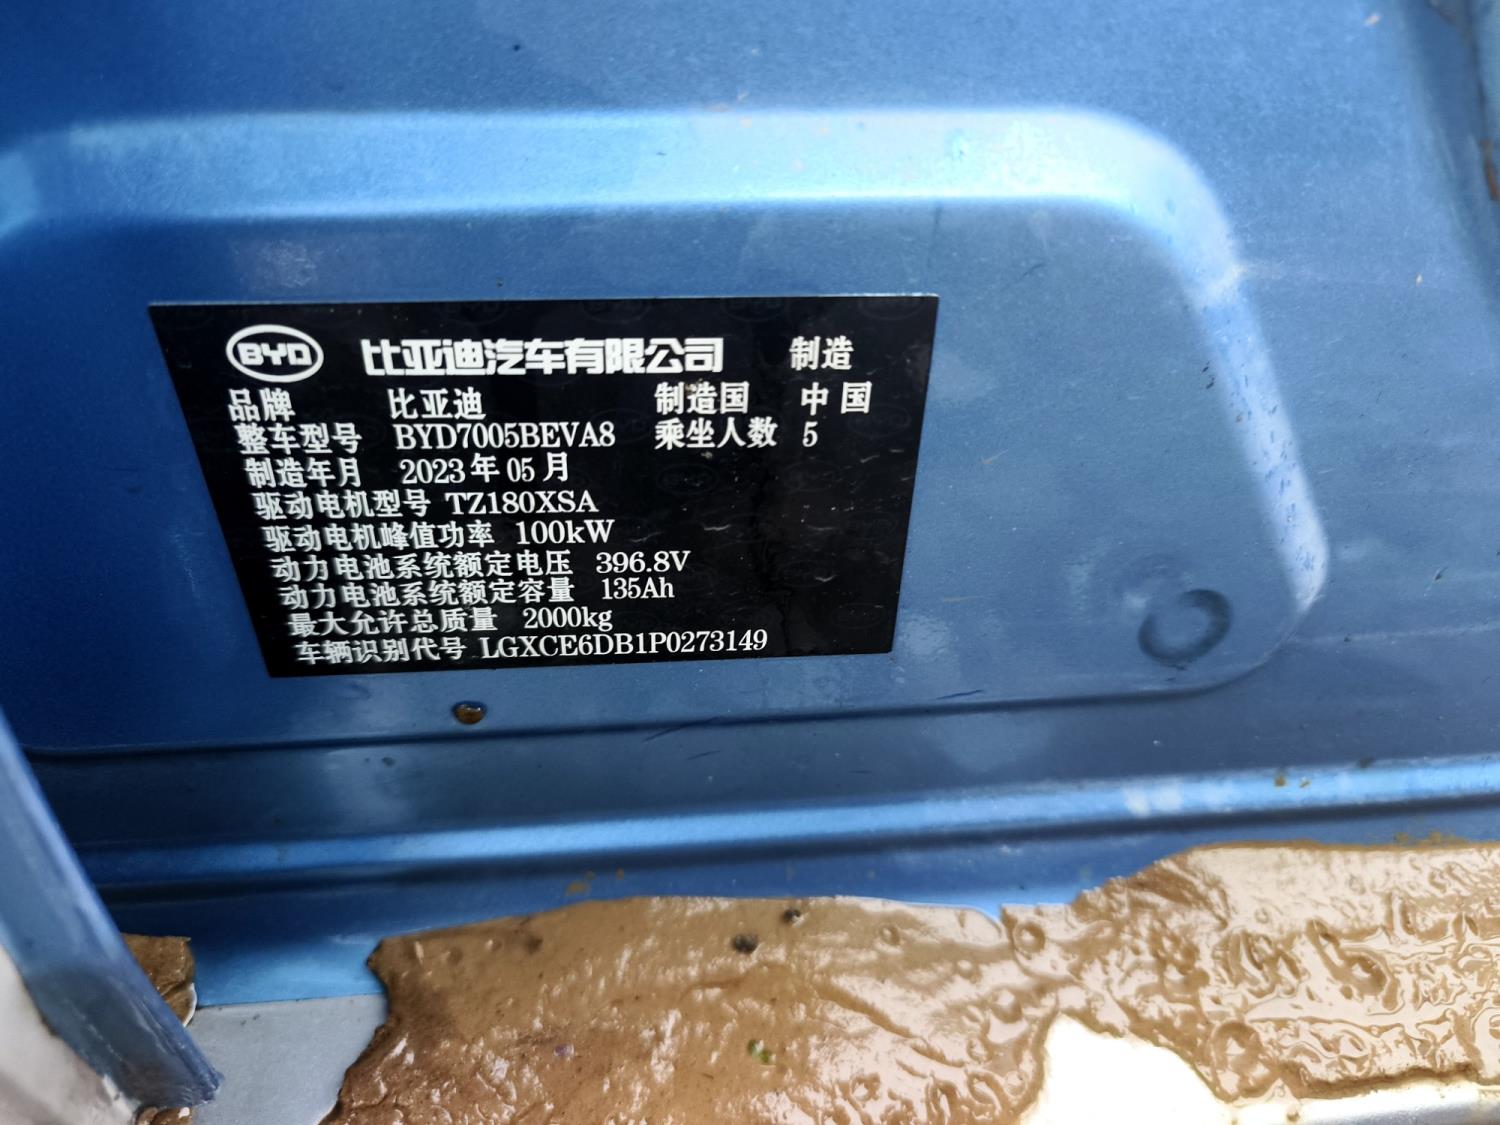 BYD 比亚迪汽车有限公司 制造
品牌 比亚迪 制造国 中国
整车型号 BYD7005BEVA8 乘坐人数 5
制造年月 2023年05月
驱动电机型号 TZ180XSA
驱动电机峰值功率 100kW
动力电池系统额定电压 396.8V
动力电池系统额定容量 135Ah
最大允许总质量 2000kg
车辆识别代号 LGXCE6DB1P0273149